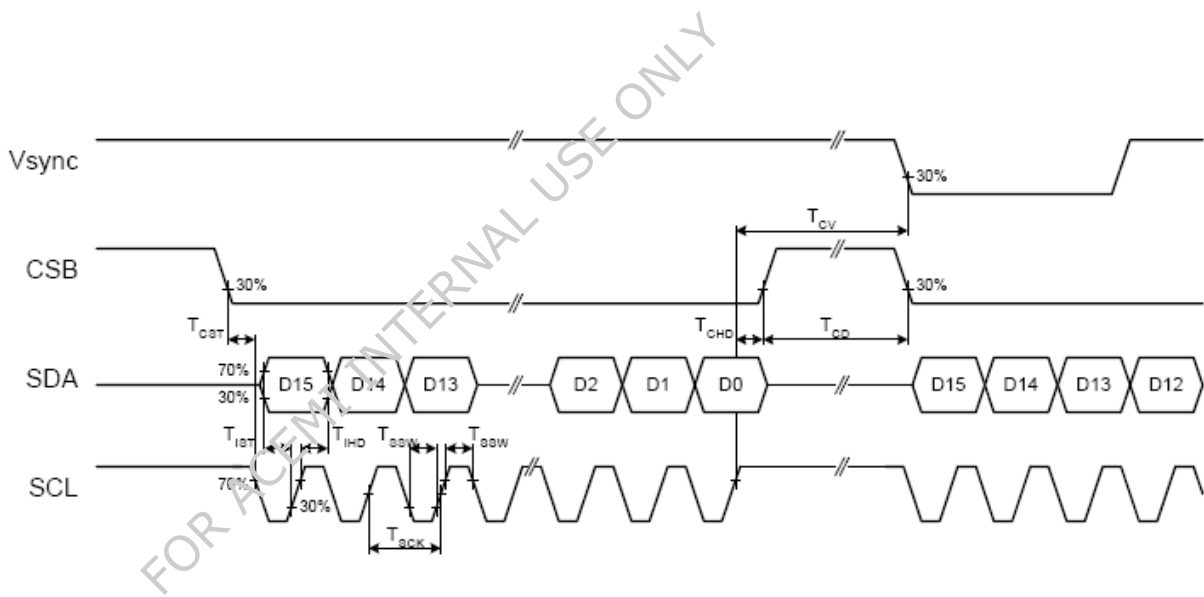 FOR ACEMI INTERNAL USE ONLY
Vsync
30%
TCV
CSB
30%
30%
TCST
TCHD
TCD
SDA
70%
30%
D15
D14
D13
D2
D1
D0
D15
D14
D13
D12
TIST
TIHD
TSSW
TSSW
SCL
70%
30%
TSCK